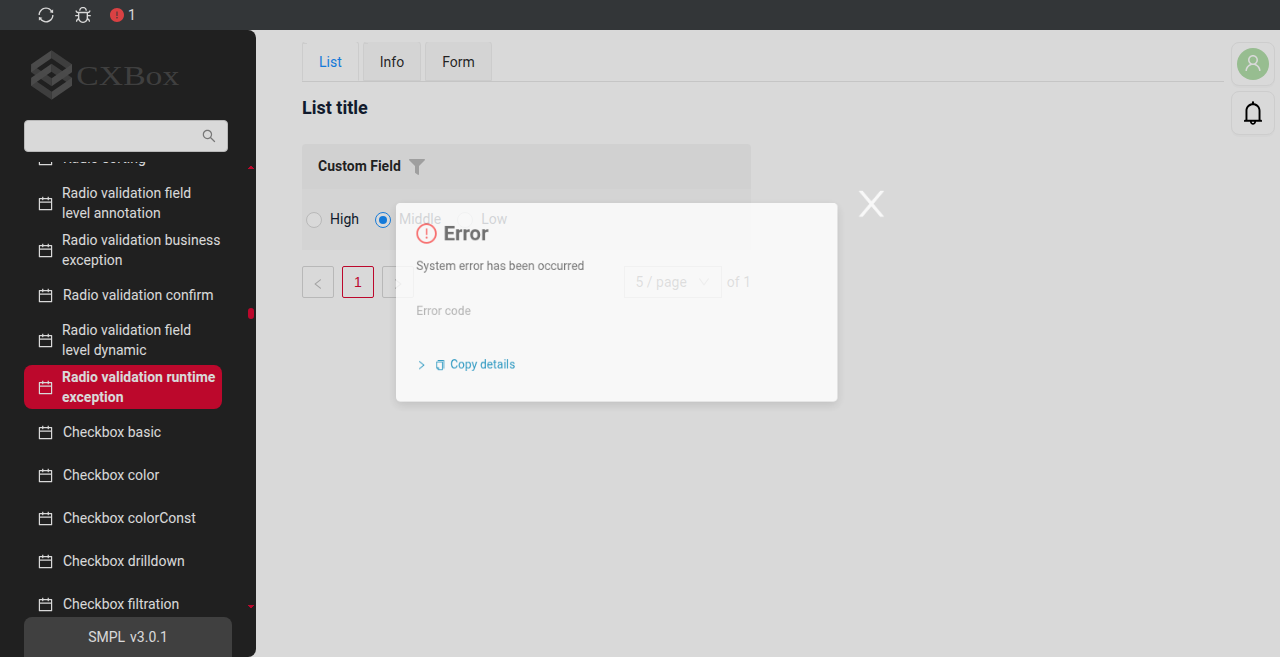 1
CXBox
Radio sorting
Radio validation field
level annotation
Radio validation business
exception
Radio validation confirm
Radio validation field
level dynamic
Radio validation runtime
exception
Checkbox basic
Checkbox color
Checkbox colorConst
Checkbox drilldown
Checkbox filtration
SMPL v3.0.1
List
Info
Form
List title
Custom Field
High
Middle
Low
1
5 / page
of 1
Error
System error has been occurred
Error code
Copy details